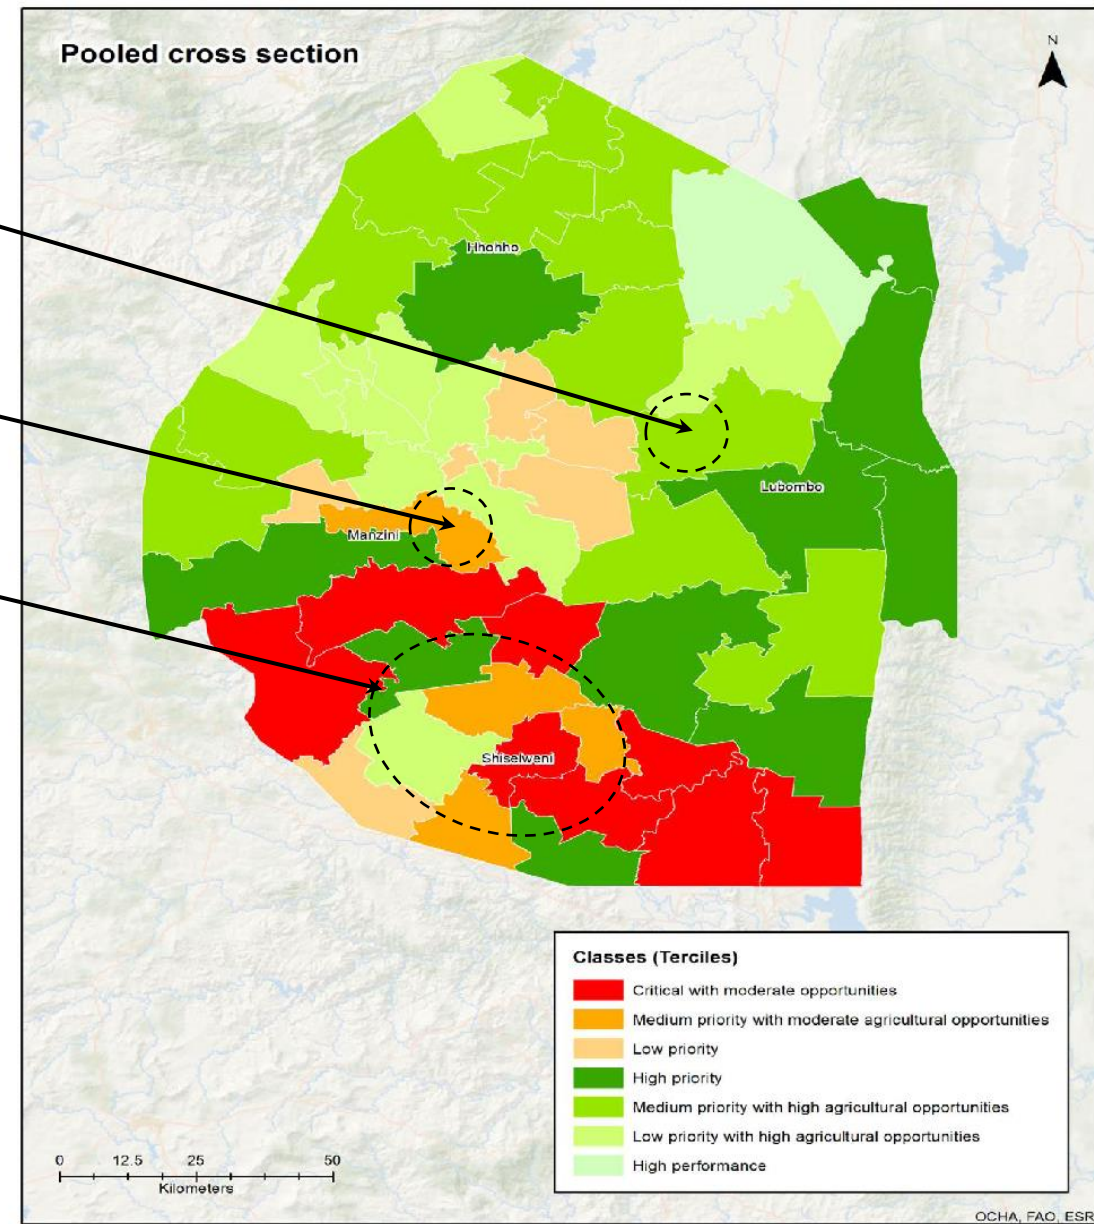 Pooled cross section
N
Hhohho
Lubombo
Manzini
Shiselweni
Classes (Terciles)
Critical with moderate opportunities
Medium priority with moderate agricultural opportunities
Low priority
High priority
Medium priority with high agricultural opportunities
Low priority with high agricultural opportunities
High performance
0 12.5 25 50
Kilometers
OCHA, FAO, ESR